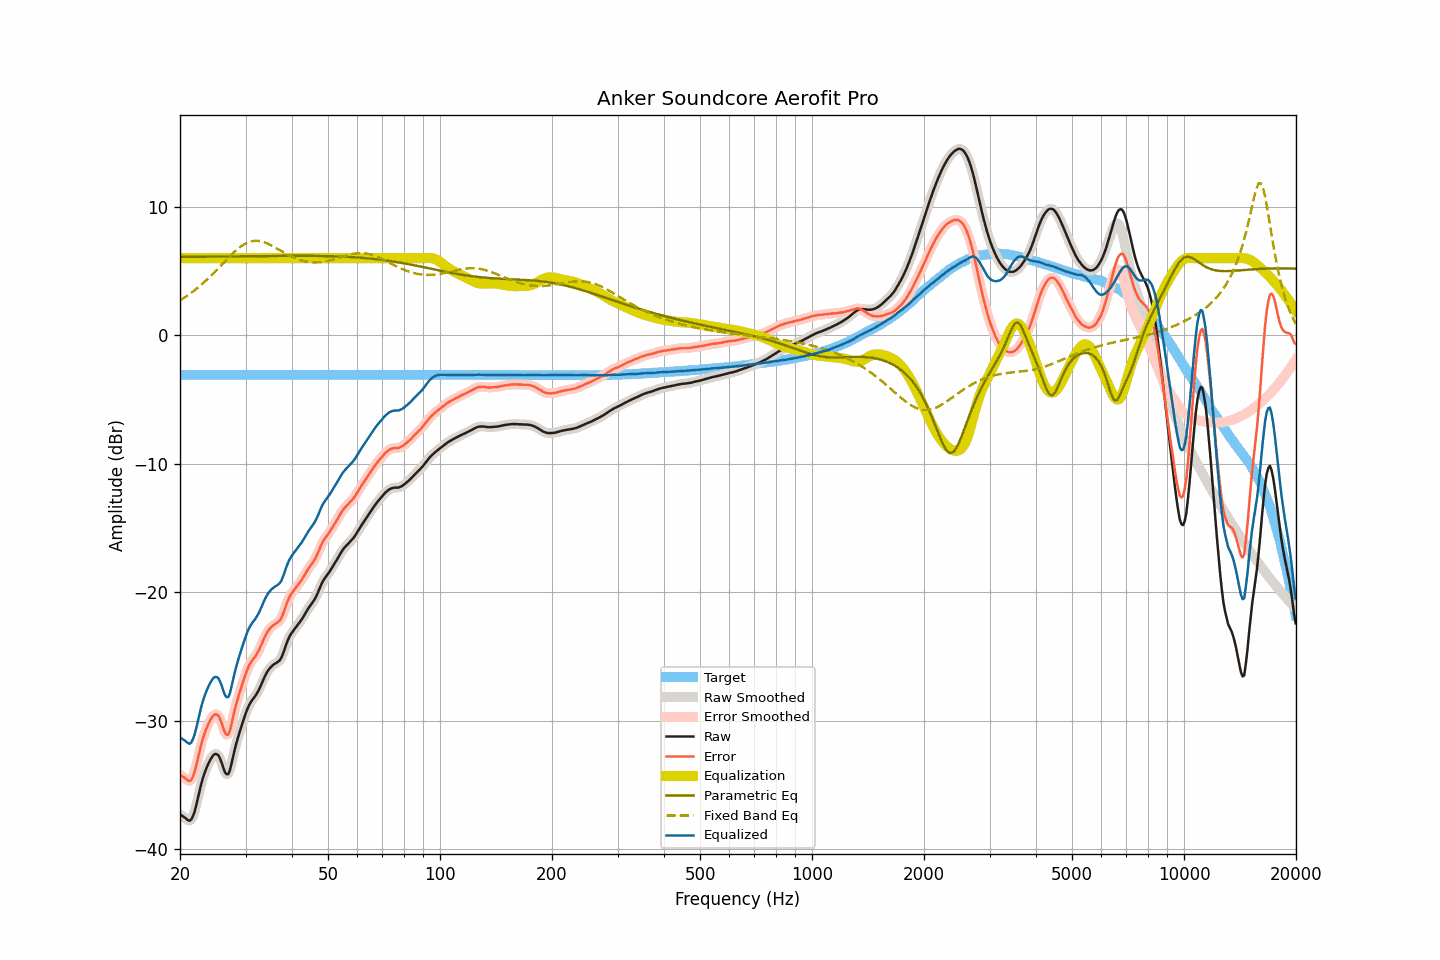 Anker Soundcore Aerofit Pro
Amplitude (dBr)
10
0
−10
−20
−30
−40
Target
Raw Smoothed
Error Smoothed
Raw
Error
Equalization
Parametric Eq
Fixed Band Eq
Equalized
20 50 100 200 500 1000 2000 5000 10000 20000
Frequency (Hz)